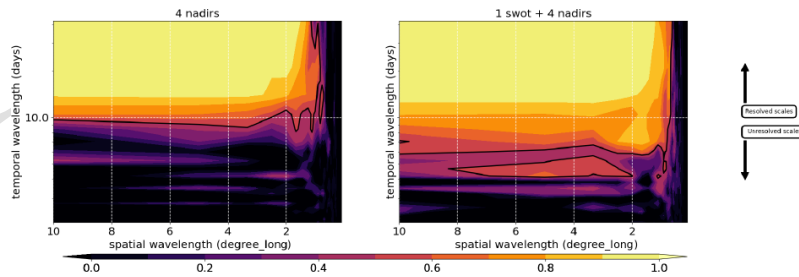 4 nadirs
1 swot + 4 nadirs
temporal wavelength (days)
10.0
10 8 6 4 2
spatial wavelength (degree_long)
temporal wavelength (days)
10 8 6 4 2
spatial wavelength (degree_long)
Resolved scales
Unresolved scales
0.0 0.2 0.4 0.6 0.8 1.0